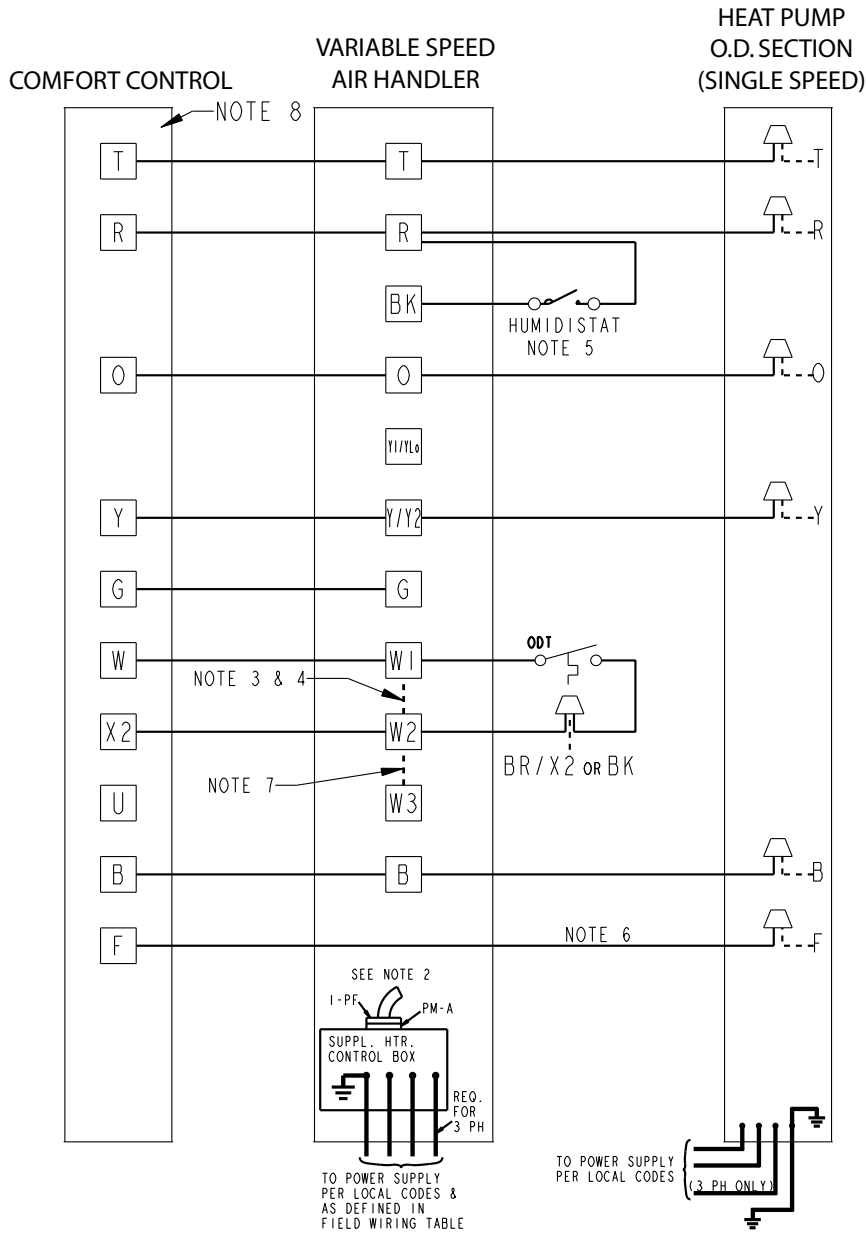 COMFORT CONTROL
VARIABLE SPEED
AIR HANDLER
HEAT PUMP
O.D. SECTION
(SINGLE SPEED)
NOTE 8
T T T
R R R
BK
HUMIDISTAT
NOTE 5
O O O
Y1/YLo
Y Y/Y2 Y
G G
W W1
ODT
NOTE 3 & 4
X2 W2
BR/X2 OR BK
NOTE 7
U W3
B B B
F NOTE 6 F
SEE NOTE 2
1-PF
PM-A
SUPPL. HTR.
CONTROL BOX
REQ.
FOR
3 PH
TO POWER SUPPLY
PER LOCAL CODES &
AS DEFINED IN
FIELD WIRING TABLE
TO POWER SUPPLY
PER LOCAL CODES
(3 PH ONLY)